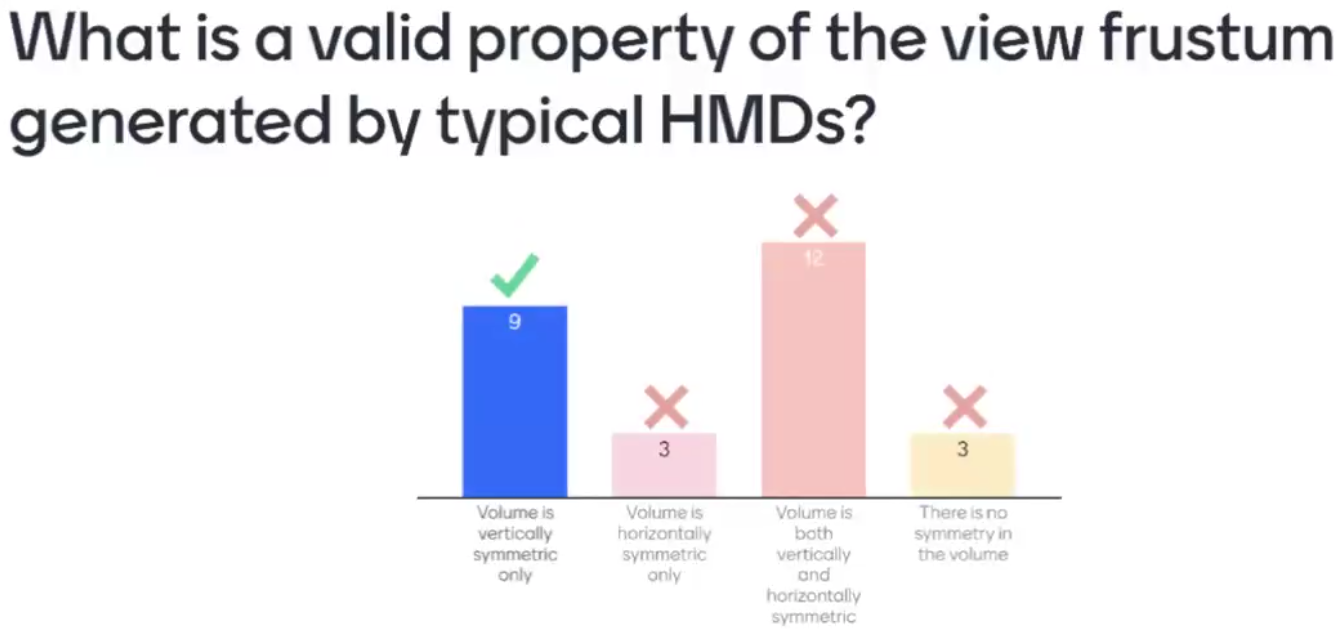 What is a valid property of the view frustum
generated by typical HMDs?
12
9
3
3
Volume is
vertically
symmetric
only
Volume is
horizontally
symmetric
only
Volume is
both
vertically
and
horizontally
symmetric
There is no
symmetry in
the volume